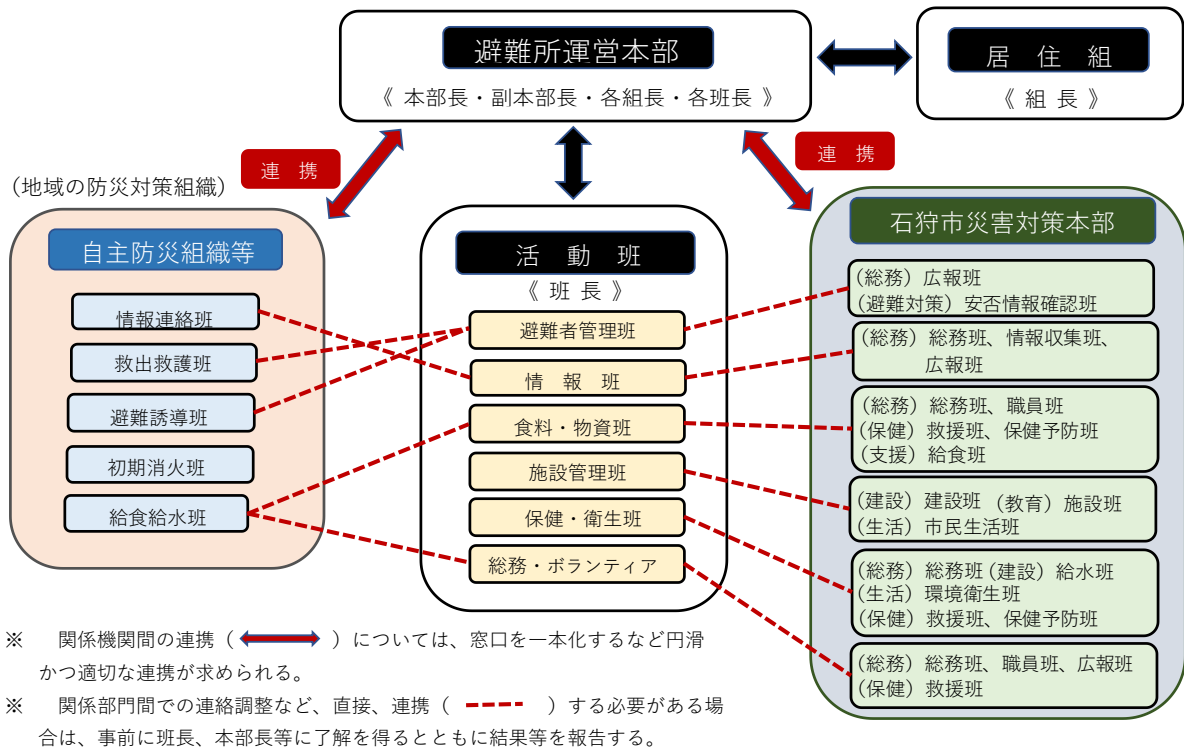 避難所運営本部
《 本部長・副本部長・各組長・各班長 》
居 住 組
《 組 長 》
連 携
連 携
(地域の防災対策組織)
自主防災組織等
情報連絡班
救出救護班
避難誘導班
初期消火班
給食給水班
活 動 班
《 班 長 》
避難者管理班
情 報 班
食料・物資班
施設管理班
保健・衛生班
総務・ボランティア
石狩市災害対策本部
(総務) 広報班
(避難対策) 安否情報確認班
(総務) 総務班、情報収集班、
広報班
(総務) 総務班、職員班
(保健) 救援班、保健予防班
(支援) 給食班
(建設) 建設班 (教育) 施設班
(生活) 市民生活班
(総務) 総務班 (建設) 給水班
(生活) 環境衛生班
(保健) 救援班、保健予防班
(総務) 総務班、職員班、広報班
(保健) 救援班
※ 関係機関間の連携( )については、窓口を一本化するなど円滑
かつ適切な連携が求められる。
※ 関係部門間での連絡調整など、直接、連携( )する必要がある場
合は、事前に班長、本部長等に了解を得るとともに結果等を報告する。